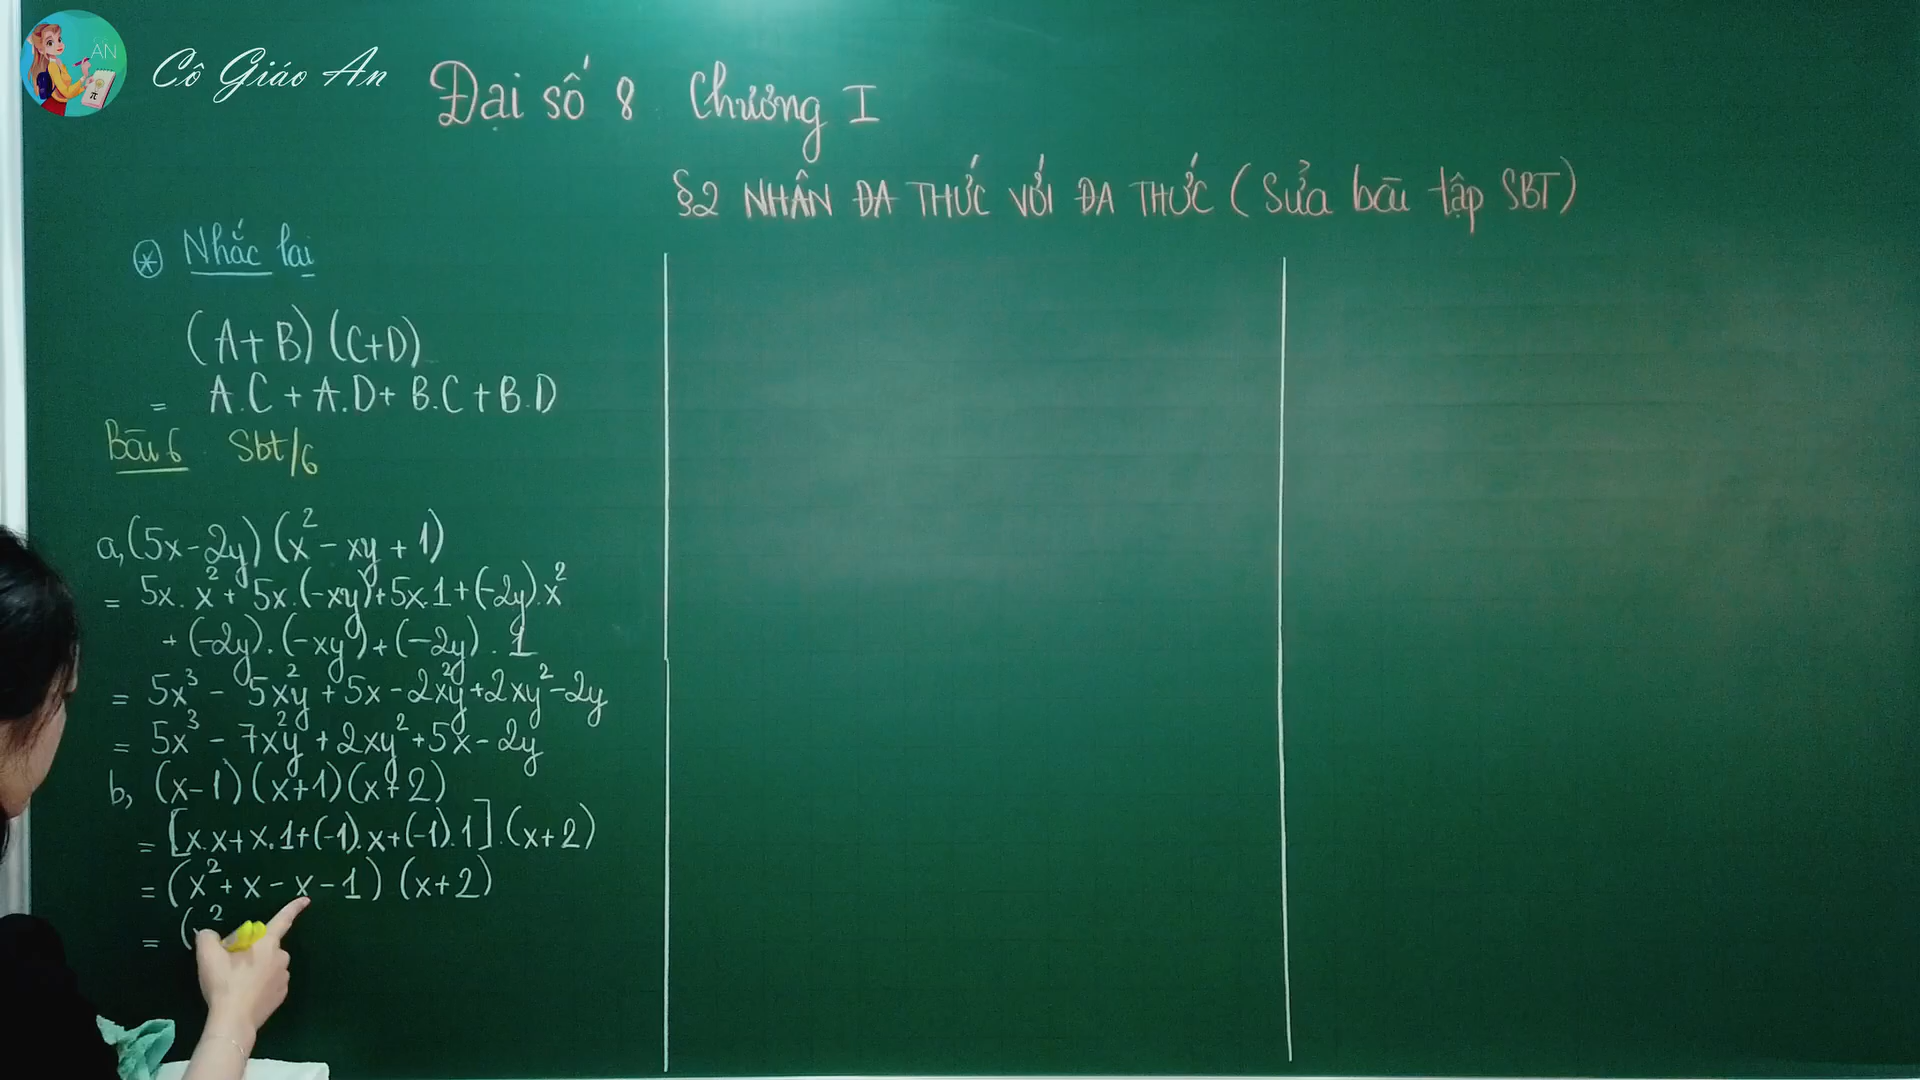 AN
Cô Giáo An
Đại số 8 Chương I
§2 NHÂN ĐA THỨC VỚI ĐA THỨC (Sửa bài tập SBT)
* Nhắc lại
(A+B)(C+D)
= A.C + A.D + B.C + B.D
Bài 6 Sbt/6
a, (5x-2y)(x² - xy + 1)
= 5x.x² + 5x.(-xy) + 5x.1 + (-2y).x²
+ (-2y).(-xy) + (-2y).1
= 5x³ - 5x²y + 5x - 2x²y + 2xy² - 2y
= 5x³ - 7x²y + 2xy² + 5x - 2y
b, (x-1)(x+1)(x+2)
= [x.x + x.1 + (-1).x + (-1).1].(x+2)
= (x² + x - x - 1)(x+2)
= (x²